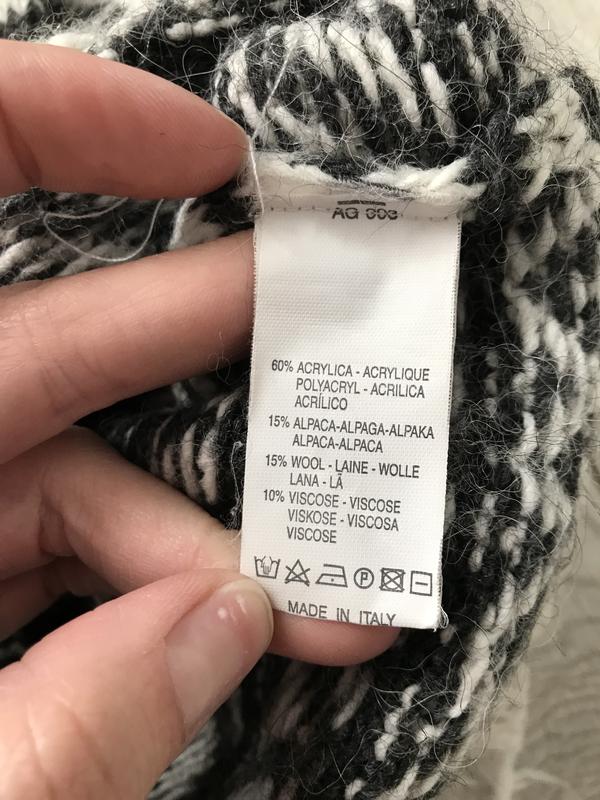 60% ACRYLICA - ACRYLIQUE
POLYACRYL - ACRILICA
ACRÍLICO
15% ALPACA-ALPAGA-ALPAKA
ALPACA-ALPACA
15% WOOL - LAINE - WOLLE
LANA - LÃ
10% VISCOSE - VISCOSE
VISKOSE - VISCOSA
VISCOSE
P
MADE IN ITALY